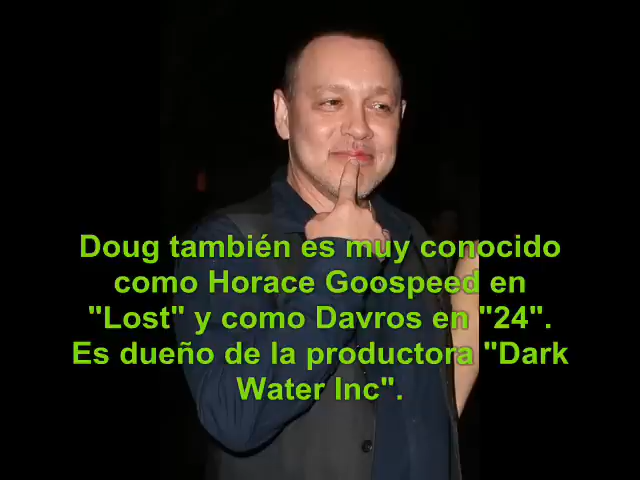 Doug también es muy conocido
como Horace Goospeed en
"Lost" y como Davros en "24".
Es dueño de la productora "Dark
Water Inc".